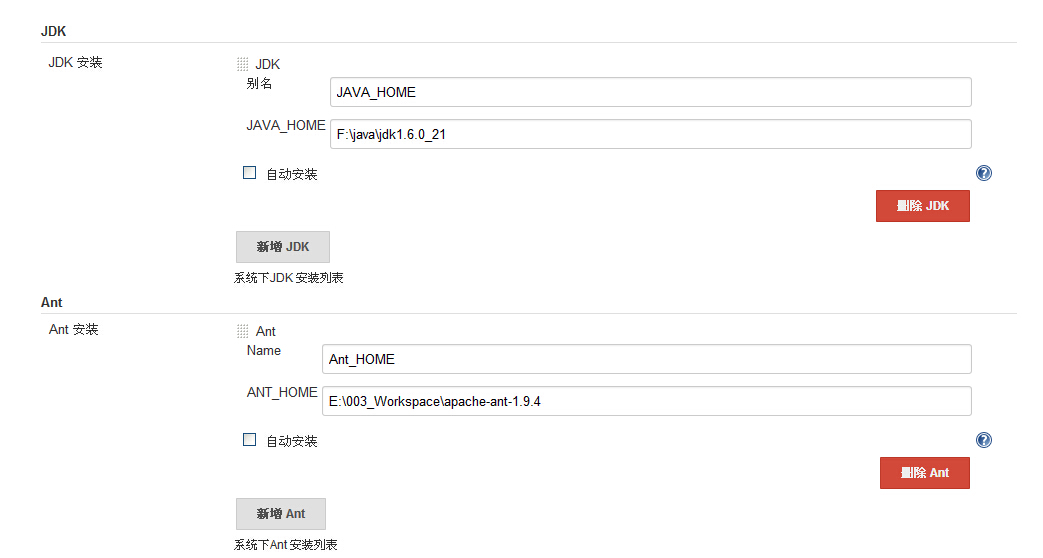 JDK
JDK 安装
JDK
别名
JAVA_HOME
JAVA_HOME
F:\java\jdk1.6.0_21
自动安装
删除 JDK
新增 JDK
系统下JDK 安装列表
Ant
Ant 安装
Ant
Name
Ant_HOME
ANT_HOME
E:\003_Workspace\apache-ant-1.9.4
自动安装
删除 Ant
新增 Ant
系统下Ant 安装列表